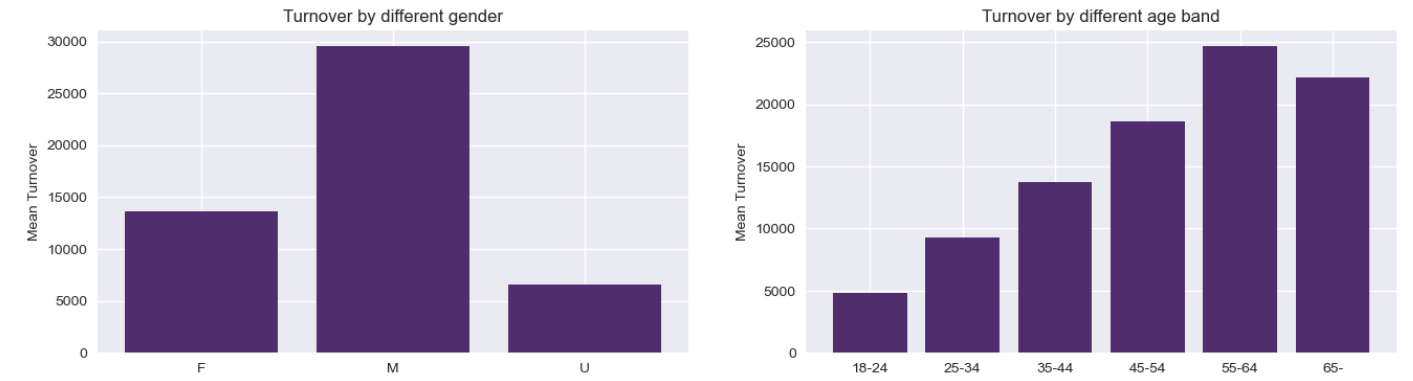 Turnover by different gender
Mean Turnover
30000
25000
20000
15000
10000
5000
0
F M U
Turnover by different age band
Mean Turnover
25000
20000
15000
10000
5000
0
18-24 25-34 35-44 45-54 55-64 65-